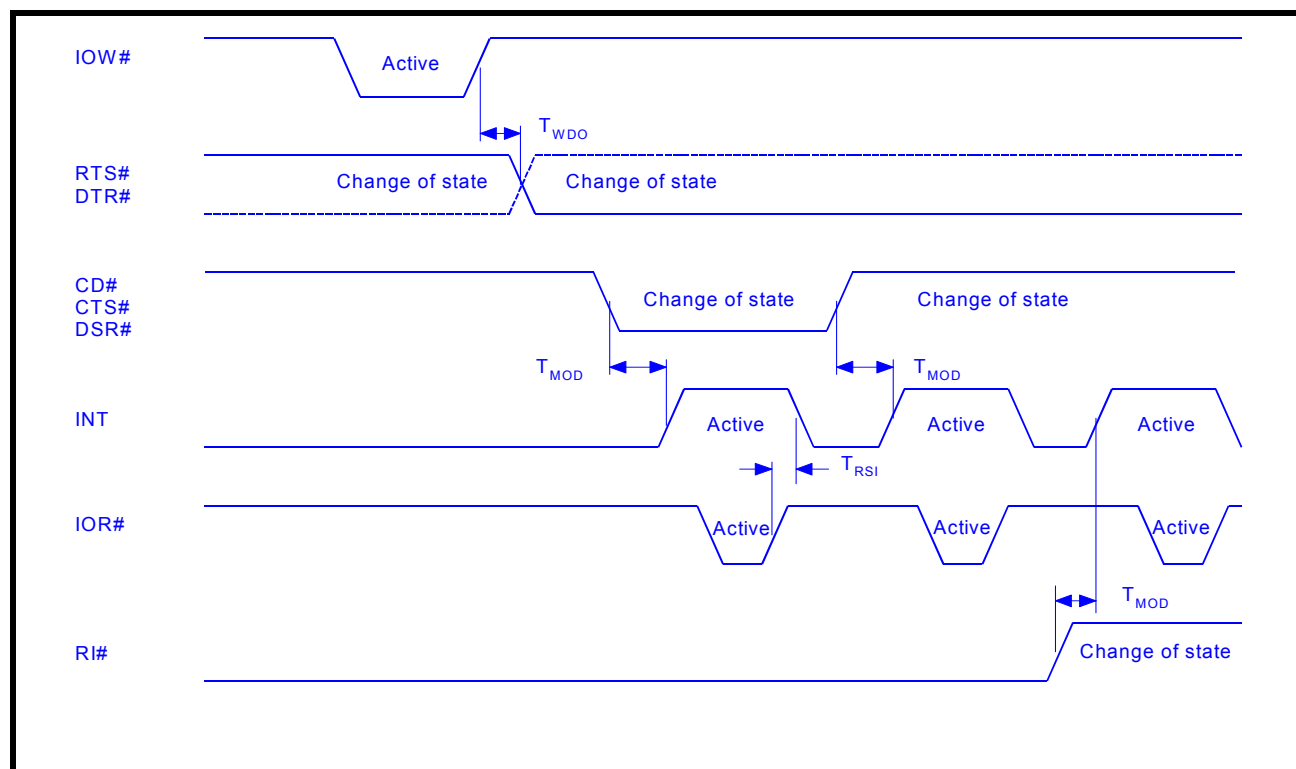 IOW#
Active
TWDO
RTS#
DTR#
Change of state
Change of state
CD#
CTS#
DSR#
Change of state
Change of state
TMOD
TMOD
INT
Active
Active
Active
TRSI
IOR#
Active
Active
Active
TMOD
RI#
Change of state